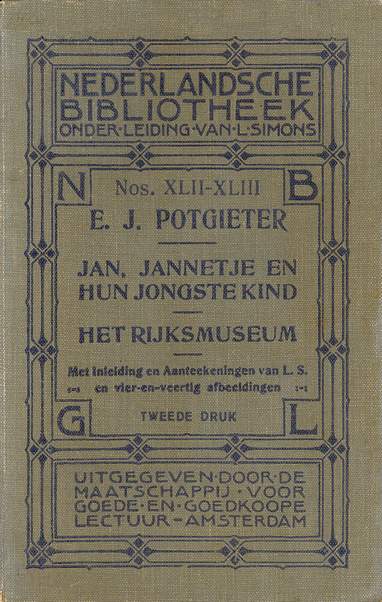 NEDERLANDSCHE
BIBLIOTHEEK
ONDER·LEIDING·VAN·L·SIMONS
N B
Nos. XLII-XLIII
E. J. POTGIETER
JAN, JANNETJE EN
HUN JONGSTE KIND
HET RIJKSMUSEUM
Met Inleiding en Aanteekeningen van L. S.
en vier-en-veertig afbeeldingen
TWEEDE DRUK
G L
UITGEGEVEN·DOOR·DE
MAATSCHAPPIJ·VOOR
GOEDE·EN·GOEDKOOPE
LECTUUR-AMSTERDAM